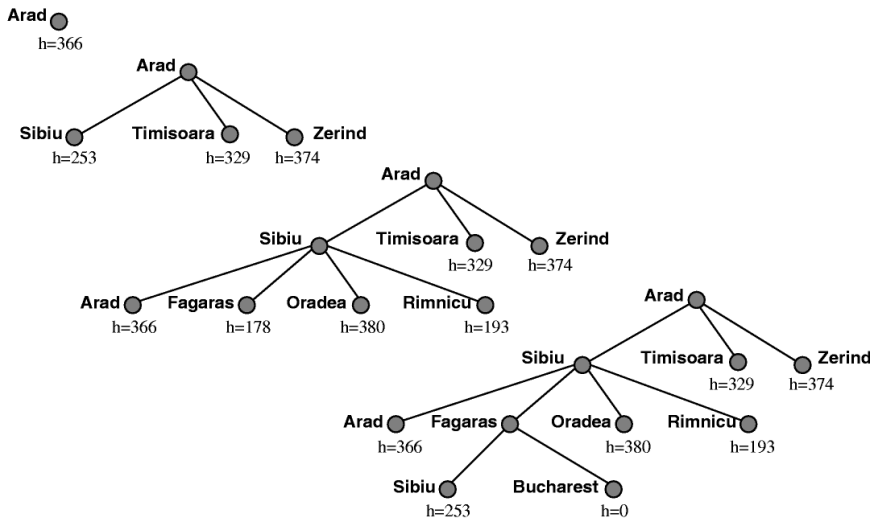 Arad
h=366
Arad
Sibiu Timisoara Zerind
h=253 h=329 h=374
Arad
Sibiu Timisoara Zerind
h=329 h=374
Arad Fagaras Oradea Rimnicu
h=366 h=178 h=380 h=193
Arad
Sibiu Timisoara Zerind
h=329 h=374
Arad Fagaras Oradea Rimnicu
h=366 h=380 h=193
Sibiu Bucharest
h=253 h=0